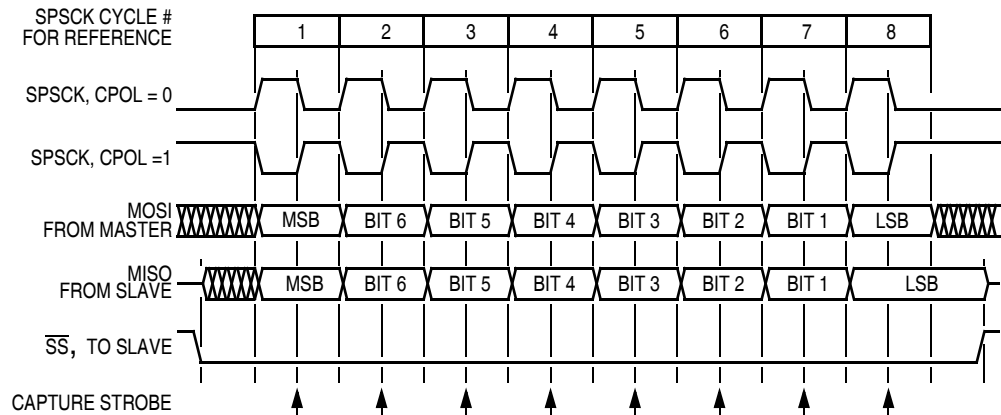 SPSCK CYCLE #
FOR REFERENCE
1 2 3 4 5 6 7 8
SPSCK, CPOL = 0
SPSCK, CPOL =1
MOSI
FROM MASTER
MSB BIT 6 BIT 5 BIT 4 BIT 3 BIT 2 BIT 1 LSB
MISO
FROM SLAVE
MSB BIT 6 BIT 5 BIT 4 BIT 3 BIT 2 BIT 1 LSB
SS, TO SLAVE
CAPTURE STROBE